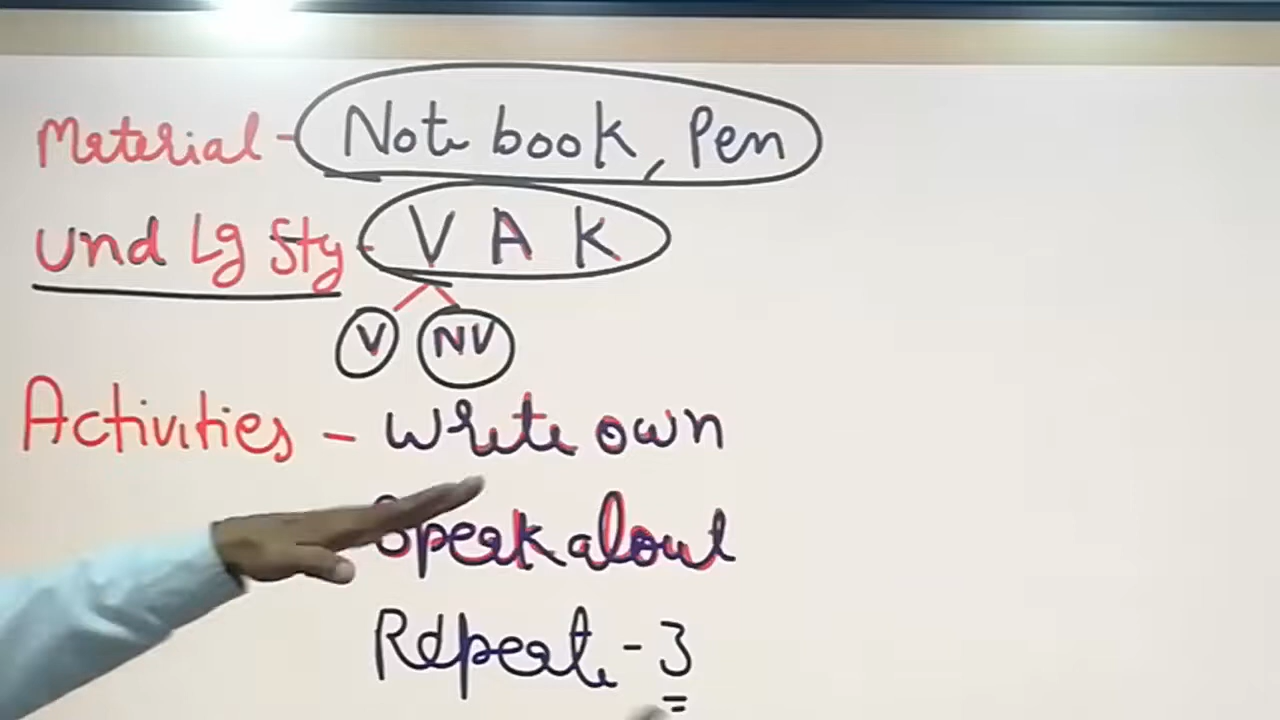 Material - Note book, Pen
Und Lg Sty - V A K
V NV
Activities - Write own
Speak aloud
Repeat - 3